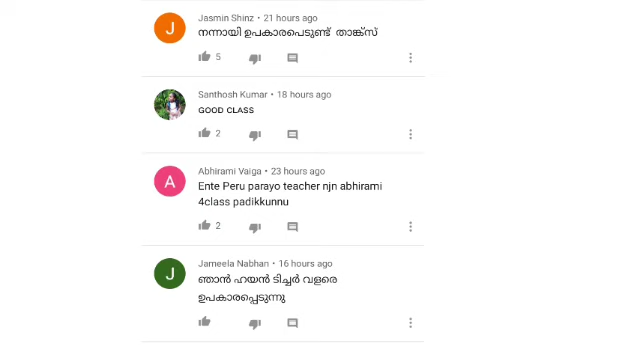 Jasmin Shinz • 21 hours ago
നന്നായി ഉപകാരപെടുണ്ട് താങ്ക്സ്
5
Santhosh Kumar • 18 hours ago
ɢᴏᴏᴅ ᴄʟᴀss
2
A
Abhirami Vaiga • 23 hours ago
Ente Peru parayo teacher njn abhirami
4class padikkunnu
2
Jameela Nabhan • 16 hours ago
J
ഞാൻ ഹയൻ ടിച്ചർ വളരെ
ഉപകാരപ്പെടുന്നു